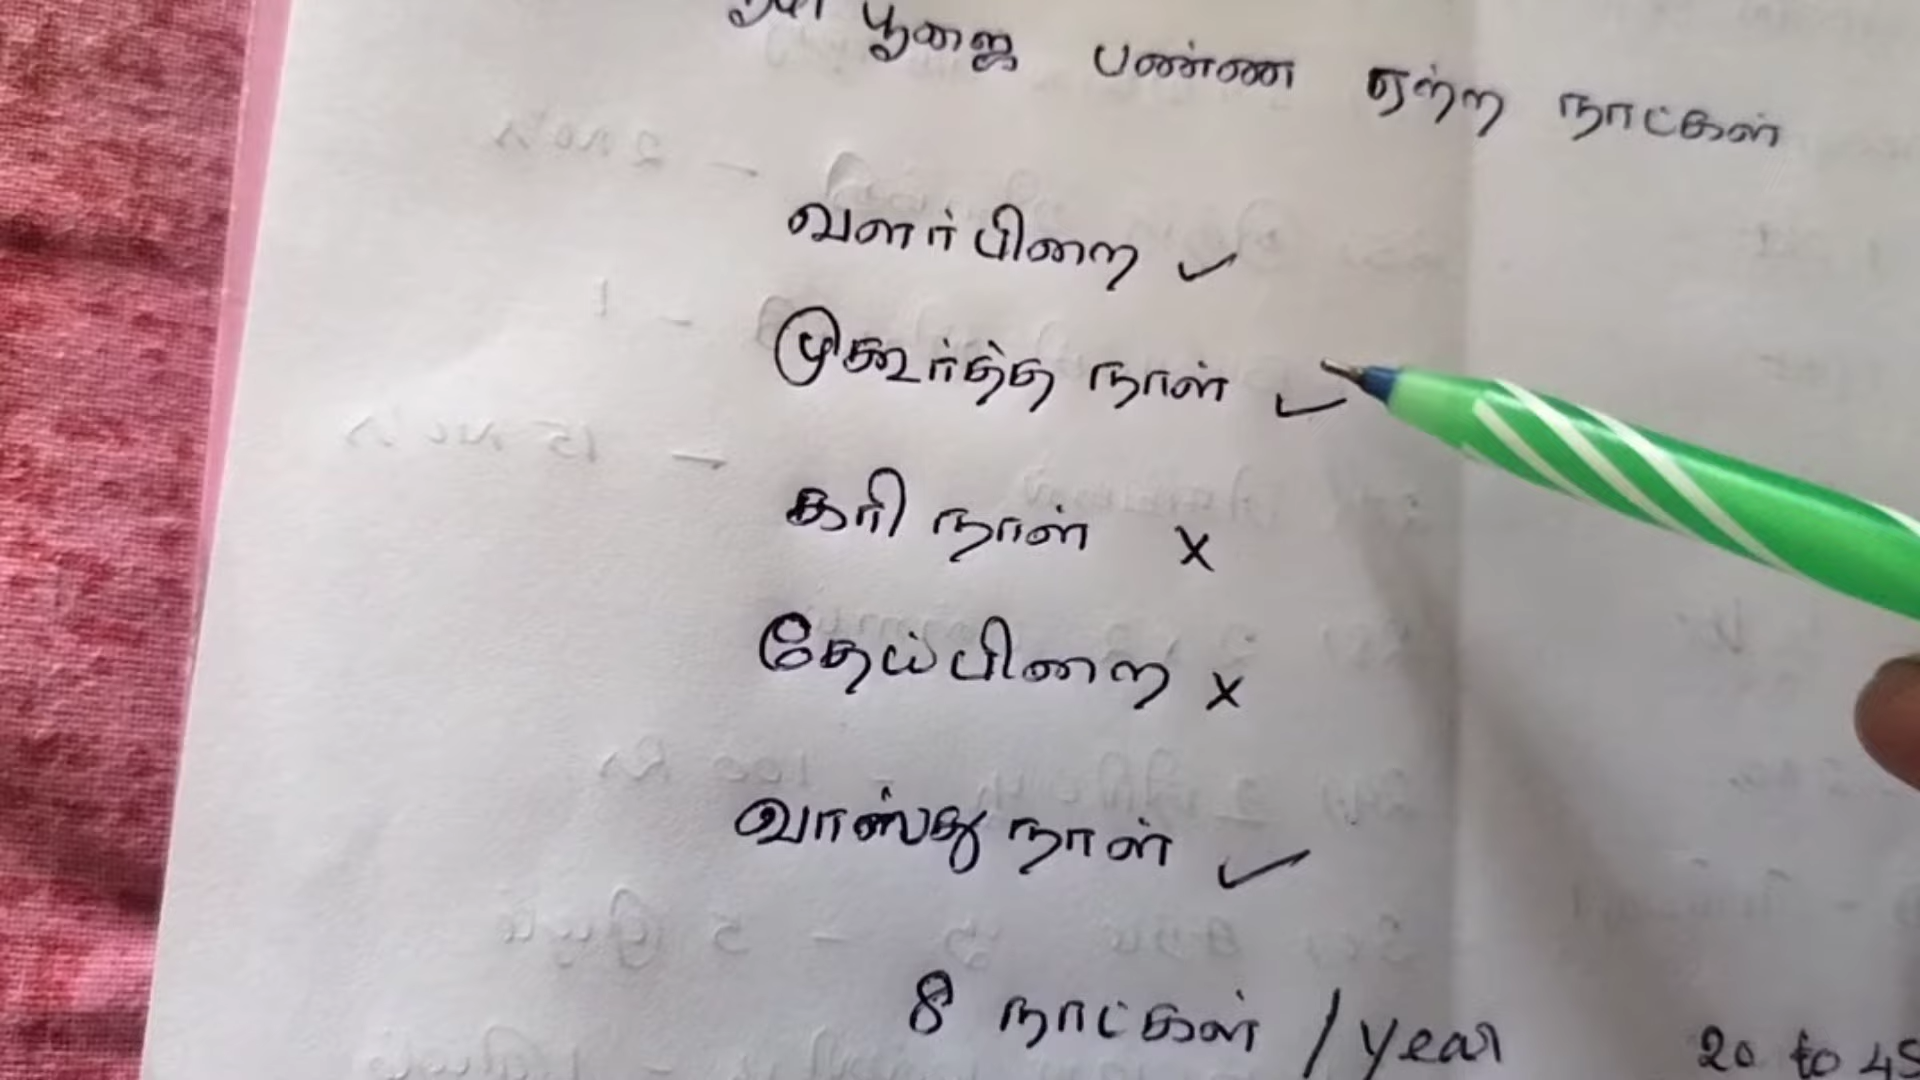 பூஜை பண்ண ஏற்ற நாட்கள்
வளர்பிறை ✓
முகூர்த்த நாள் ✓
கரி நாள் x
தேய்பிறை x
வாஸ்து நாள் ✓
8 நாட்கள் / year 20 to 45